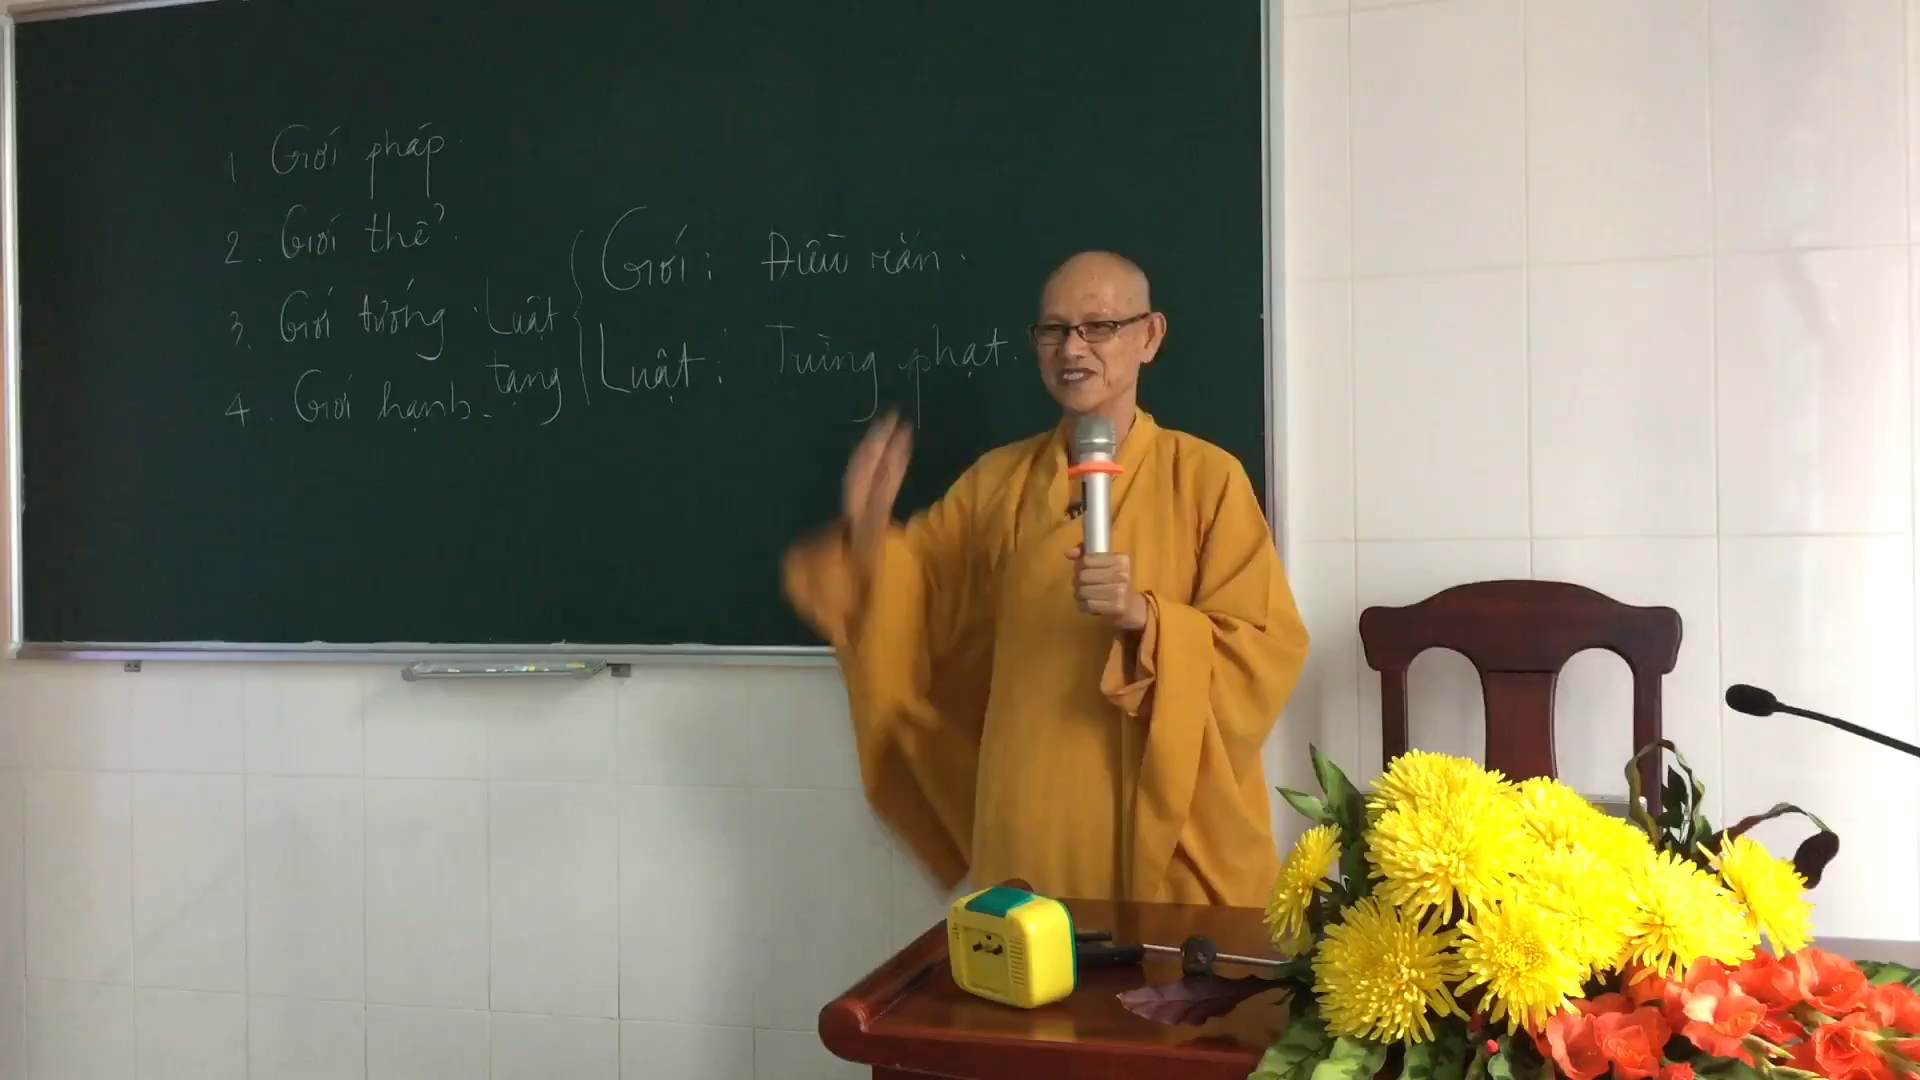 1 Giới pháp.
2. Giới thể.
3. Giới tướng.
4. Giới hạnh.
Luật tạng
Giới: Điều răn.
Luật: Trừng phạt.